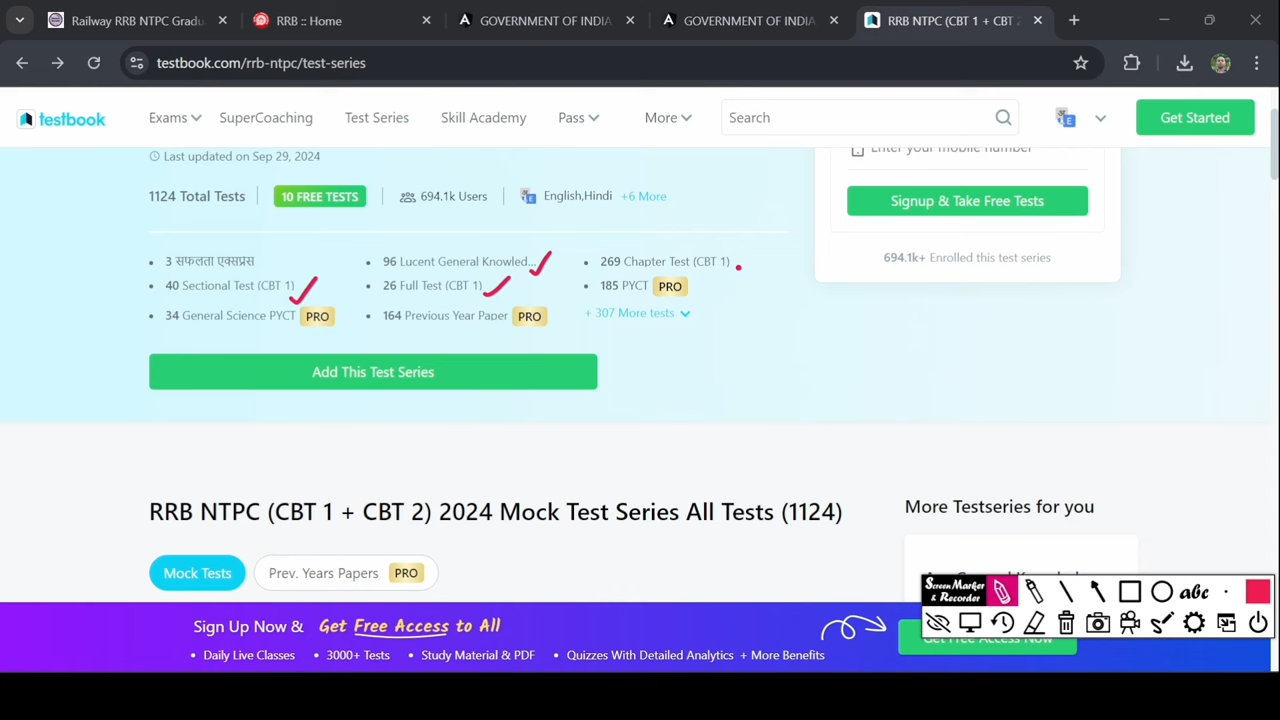 Railway RRB NTPC Gradu
RRB :: Home
GOVERNMENT OF INDIA
GOVERNMENT OF INDIA
RRB NTPC (CBT 1 + CBT 2
testbook.com/rrb-ntpc/test-series
testbook
Exams
SuperCoaching
Test Series
Skill Academy
Pass
More
Search
Get Started
Last updated on Sep 29, 2024
Enter your mobile number
1124 Total Tests
10 FREE TESTS
694.1k Users
English,Hindi
+6 More
Signup & Take Free Tests
694.1k+ Enrolled this test series
3 सफलता एक्सप्रेस
96 Lucent General Knowled...
269 Chapter Test (CBT 1)
40 Sectional Test (CBT 1)
26 Full Test (CBT 1)
185 PYCT PRO
34 General Science PYCT PRO
164 Previous Year Paper PRO
+ 307 More tests
Add This Test Series
RRB NTPC (CBT 1 + CBT 2) 2024 Mock Test Series All Tests (1124)
More Testseries for you
Mock Tests
Prev. Years Papers PRO
Screen Marker
& Recorder
abc
Sign Up Now & Get Free Access to All
Get Free Access Now
• Daily Live Classes • 3000+ Tests • Study Material & PDF • Quizzes With Detailed Analytics + More Benefits